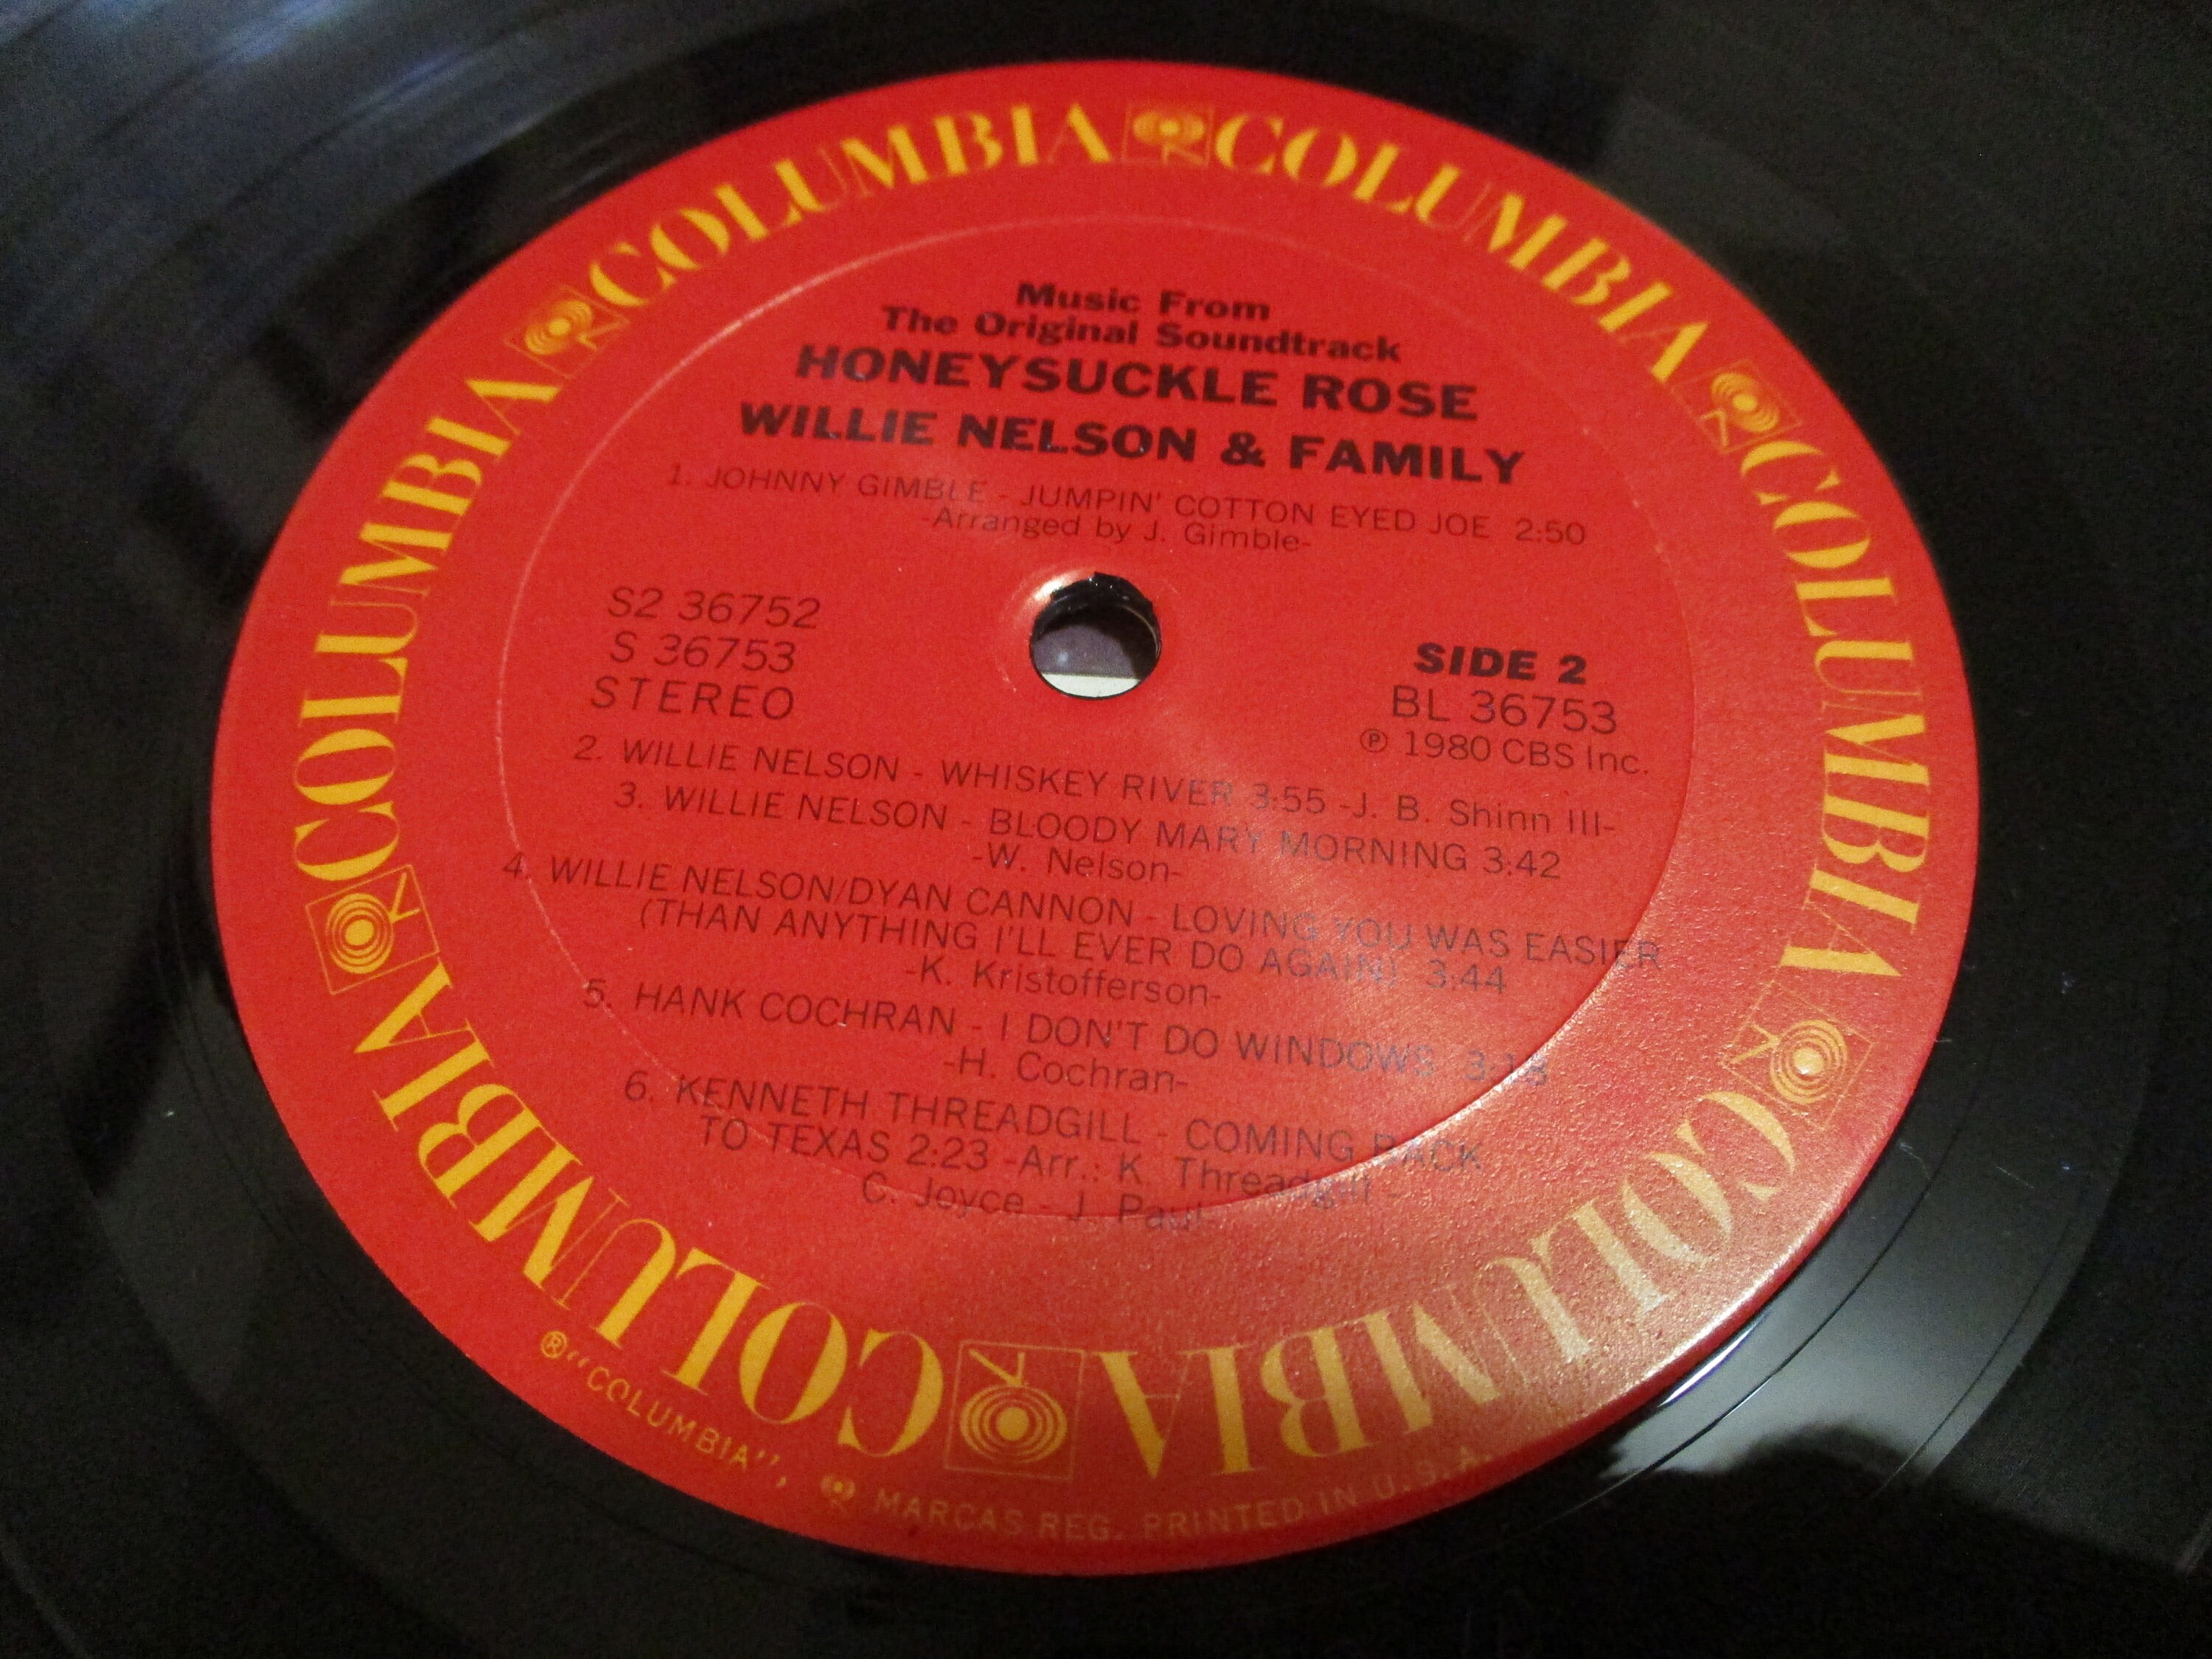 COLUMBIA COLUMBIA COLUMBIA COLUMBIA COLUMBIA COLUMBIA
Music From
The Original Soundtrack
HONEYSUCKLE ROSE
WILLIE NELSON & FAMILY
1. JOHNNY GIMBLE - JUMPIN' COTTON EYED JOE 2:50
-Arranged by J. Gimble-
S2 36752
S 36753
STEREO
SIDE 2
BL 36753
Ⓟ 1980 CBS Inc.
2. WILLIE NELSON - WHISKEY RIVER 3:55 -J. B. Shinn III-
3. WILLIE NELSON - BLOODY MARY MORNING 3:42
-W. Nelson-
4. WILLIE NELSON/DYAN CANNON - LOVING YOU WAS EASIER
(THAN ANYTHING I'LL EVER DO AGAIN) 3:44
-K. Kristofferson-
5. HANK COCHRAN - I DON'T DO WINDOWS 3:18
-H. Cochran-
6. KENNETH THREADGILL - COMING BACK
TO TEXAS 2:23 -Arr.: K. Threadgill -
C. Joyce - J. Paul-
® "COLUMBIA", MARCAS REG. PRINTED IN U.S.A.